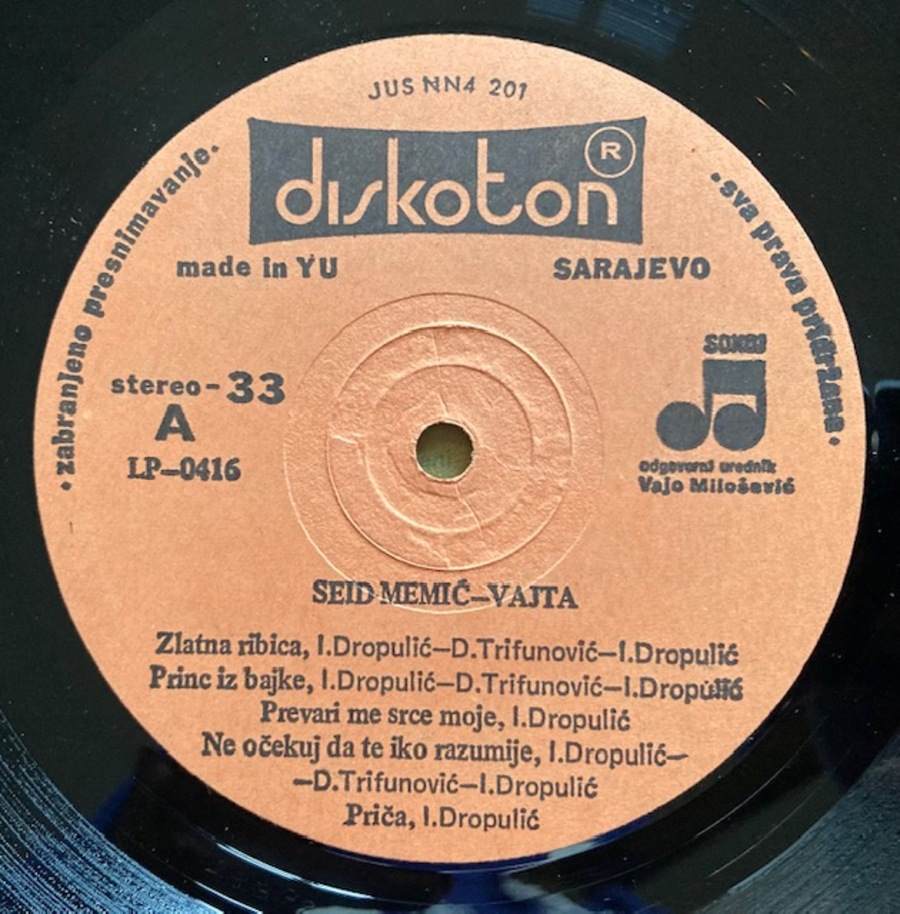 JUS NN4 201
diskoton
R
made in YU
SARAJEVO
• zabranjeno presnimavanje •
• sva prava pridržana •
SOKOJ
stereo-33
A
LP-0416
odgovorni urednik
Vajo Milošević
SEID MEMIĆ-VAJTA
Zlatna ribica, I.Dropulić-D.Trifunović-I.Dropulić
Princ iz bajke, I.Dropulić-D.Trifunović-I.Dropulić
Prevari me srce moje, I.Dropulić
Ne očekuj da te iko razumije, I.Dropulić-
-D.Trifunović-I.Dropulić
Priča, I.Dropulić